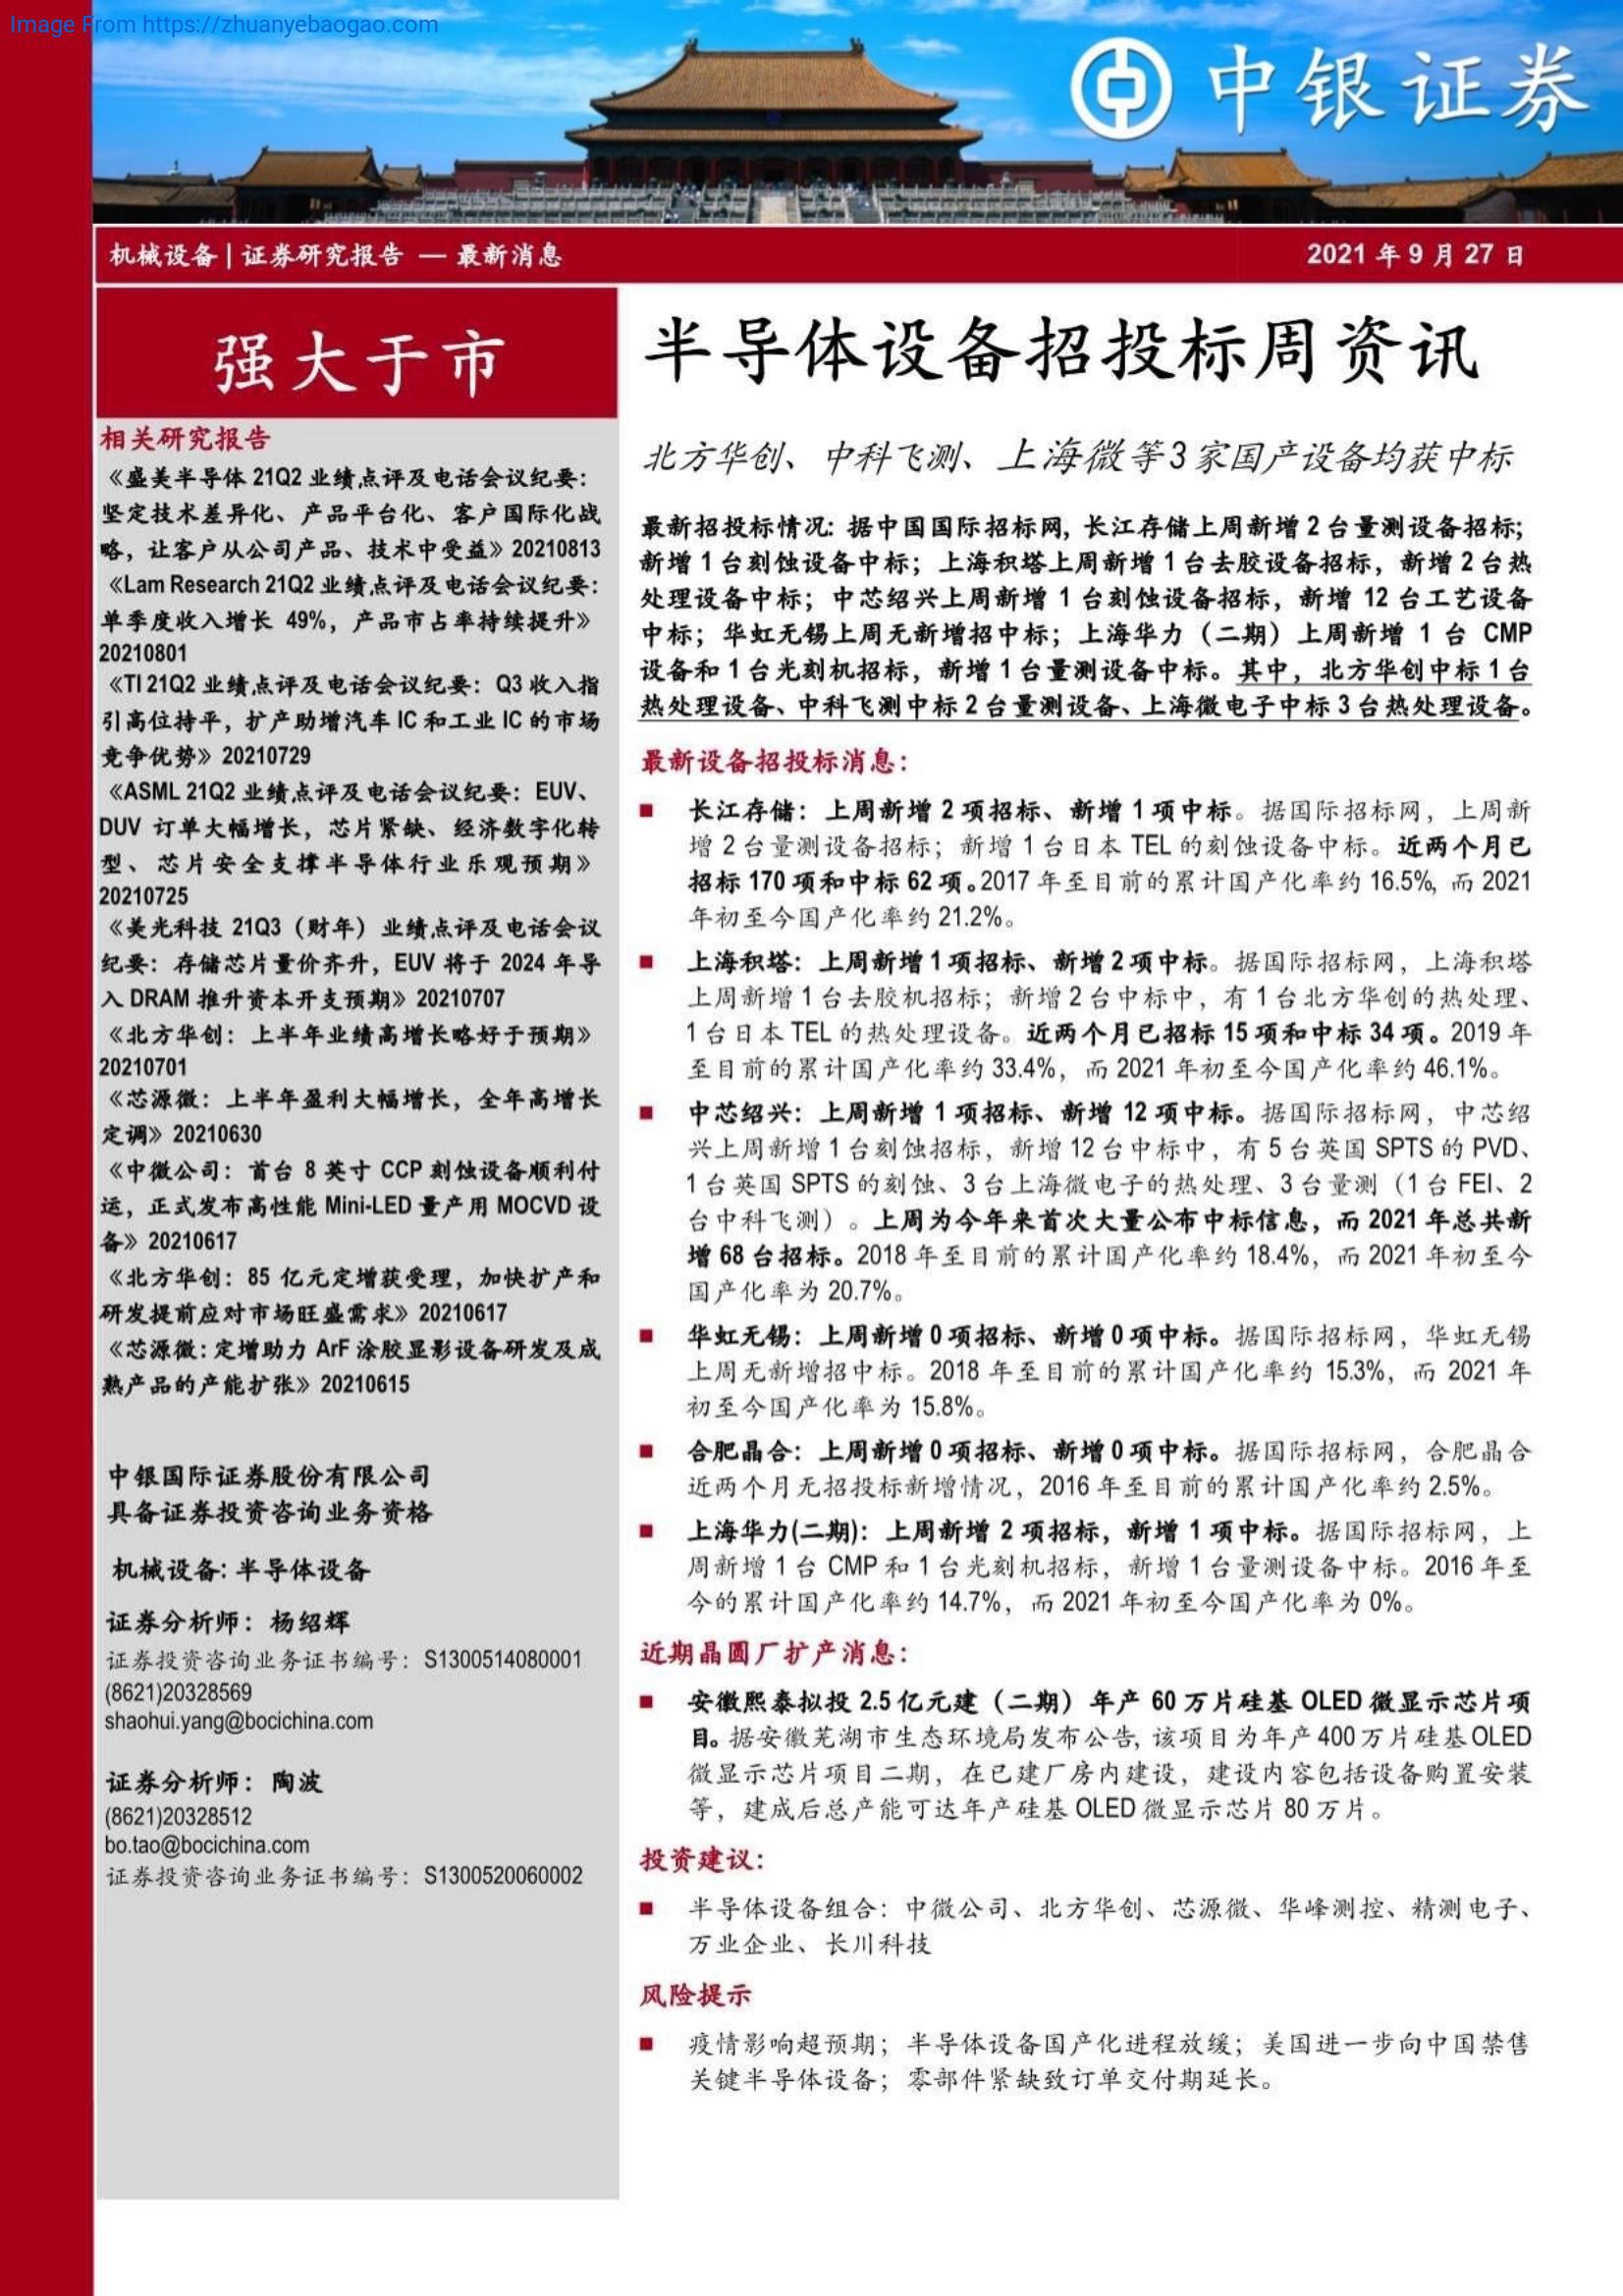 Image From https://zhuanyebaogao.com
中银证券
机械设备 | 证券研究报告 — 最新消息
2021 年 9 月 27 日
强大于市
相关研究报告
《盛美半导体 21Q2 业绩点评及电话会议纪要：
坚定技术差异化、产品平台化、客户国际化战
略，让客户从公司产品、技术中受益》20210813
《Lam Research 21Q2 业绩点评及电话会议纪要：
单季度收入增长 49%，产品市占率持续提升》
20210801
《TI 21Q2 业绩点评及电话会议纪要：Q3 收入指
引高位持平，扩产助增汽车 IC 和工业 IC 的市场
竞争优势》20210729
《ASML 21Q2 业绩点评及电话会议纪要：EUV、
DUV 订单大幅增长，芯片紧缺、经济数字化转
型、芯片安全支撑半导体行业乐观预期》
20210725
《美光科技 21Q3（财年）业绩点评及电话会议
纪要：存储芯片量价齐升，EUV 将于 2024 年导
入 DRAM 推升资本开支预期》20210707
《北方华创：上半年业绩高增长略好于预期》
20210701
《芯源微：上半年盈利大幅增长，全年高增长
定调》20210630
《中微公司：首台 8 英寸 CCP 刻蚀设备顺利付
运，正式发布高性能 Mini-LED 量产用 MOCVD 设
备》20210617
《北方华创：85 亿元定增获受理，加快扩产和
研发提前应对市场旺盛需求》20210617
《芯源微：定增助力 ArF 涂胶显影设备研发及成
熟产品的产能扩张》20210615
中银国际证券股份有限公司
具备证券投资咨询业务资格
机械设备: 半导体设备
证券分析师：杨绍辉
证券投资咨询业务证书编号：S1300514080001
(8621)20328569
shaohui.yang@bocichina.com
证券分析师：陶波
(8621)20328512
bo.tao@bocichina.com
证券投资咨询业务证书编号：S1300520060002
半导体设备招投标周资讯
北方华创、中科飞测、上海微等3家国产设备均获中标
最新招投标情况：据中国国际招标网，长江存储上周新增 2 台量测设备招标；
新增 1 台刻蚀设备中标；上海积塔上周新增 1 台去胶设备招标，新增 2 台热
处理设备中标；中芯绍兴上周新增 1 台刻蚀设备招标，新增 12 台工艺设备
中标；华虹无锡上周无新增招中标；上海华力（二期）上周新增 1 台 CMP
设备和 1 台光刻机招标，新增 1 台量测设备中标。其中，北方华创中标 1 台
热处理设备、中科飞测中标 2 台量测设备、上海微电子中标 3 台热处理设备。
最新设备招投标消息：
■ 长江存储：上周新增 2 项招标、新增 1 项中标。据国际招标网，上周新
增 2 台量测设备招标；新增 1 台日本 TEL 的刻蚀设备中标。近两个月已
招标 170 项和中标 62 项。2017 年至目前的累计国产化率约 16.5%，而 2021
年初至今国产化率约 21.2%。
■ 上海积塔：上周新增 1 项招标、新增 2 项中标。据国际招标网，上海积塔
上周新增 1 台去胶机招标；新增 2 台中标中，有 1 台北方华创的热处理、
1 台日本 TEL 的热处理设备。近两个月已招标 15 项和中标 34 项。2019 年
至目前的累计国产化率约 33.4%，而 2021 年初至今国产化率约 46.1%。
■ 中芯绍兴：上周新增 1 项招标、新增 12 项中标。据国际招标网，中芯绍
兴上周新增 1 台刻蚀招标，新增 12 台中标中，有 5 台英国 SPTS 的 PVD、
1 台英国 SPTS 的刻蚀、3 台上海微电子的热处理、3 台量测（1 台 FEI、2
台中科飞测）。上周为今年来首次大量公布中标信息，而 2021 年总共新
增 68 台招标。2018 年至目前的累计国产化率约 18.4%，而 2021 年初至今
国产化率为 20.7%。
■ 华虹无锡：上周新增 0 项招标、新增 0 项中标。据国际招标网，华虹无锡
上周无新增招中标。2018 年至目前的累计国产化率约 15.3%，而 2021 年
初至今国产化率为 15.8%。
■ 合肥晶合：上周新增 0 项招标、新增 0 项中标。据国际招标网，合肥晶合
近两个月无招投标新增情况，2016 年至目前的累计国产化率约 2.5%。
■ 上海华力(二期)：上周新增 2 项招标，新增 1 项中标。据国际招标网，上
周新增 1 台 CMP 和 1 台光刻机招标，新增 1 台量测设备中标。2016 年至
今的累计国产化率约 14.7%，而 2021 年初至今国产化率为 0%。
近期晶圆厂扩产消息：
■ 安徽熙泰拟投 2.5 亿元建（二期）年产 60 万片硅基 OLED 微显示芯片项
目。据安徽芜湖市生态环境局发布公告，该项目为年产 400 万片硅基 OLED
微显示芯片项目二期，在已建厂房内建设，建设内容包括设备购置安装
等，建成后总产能可达年产硅基 OLED 微显示芯片 80 万片。
投资建议：
■ 半导体设备组合：中微公司、北方华创、芯源微、华峰测控、精测电子、
万业企业、长川科技
风险提示
■ 疫情影响超预期；半导体设备国产化进程放缓；美国进一步向中国禁售
关键半导体设备；零部件紧缺致订单交付期延长。